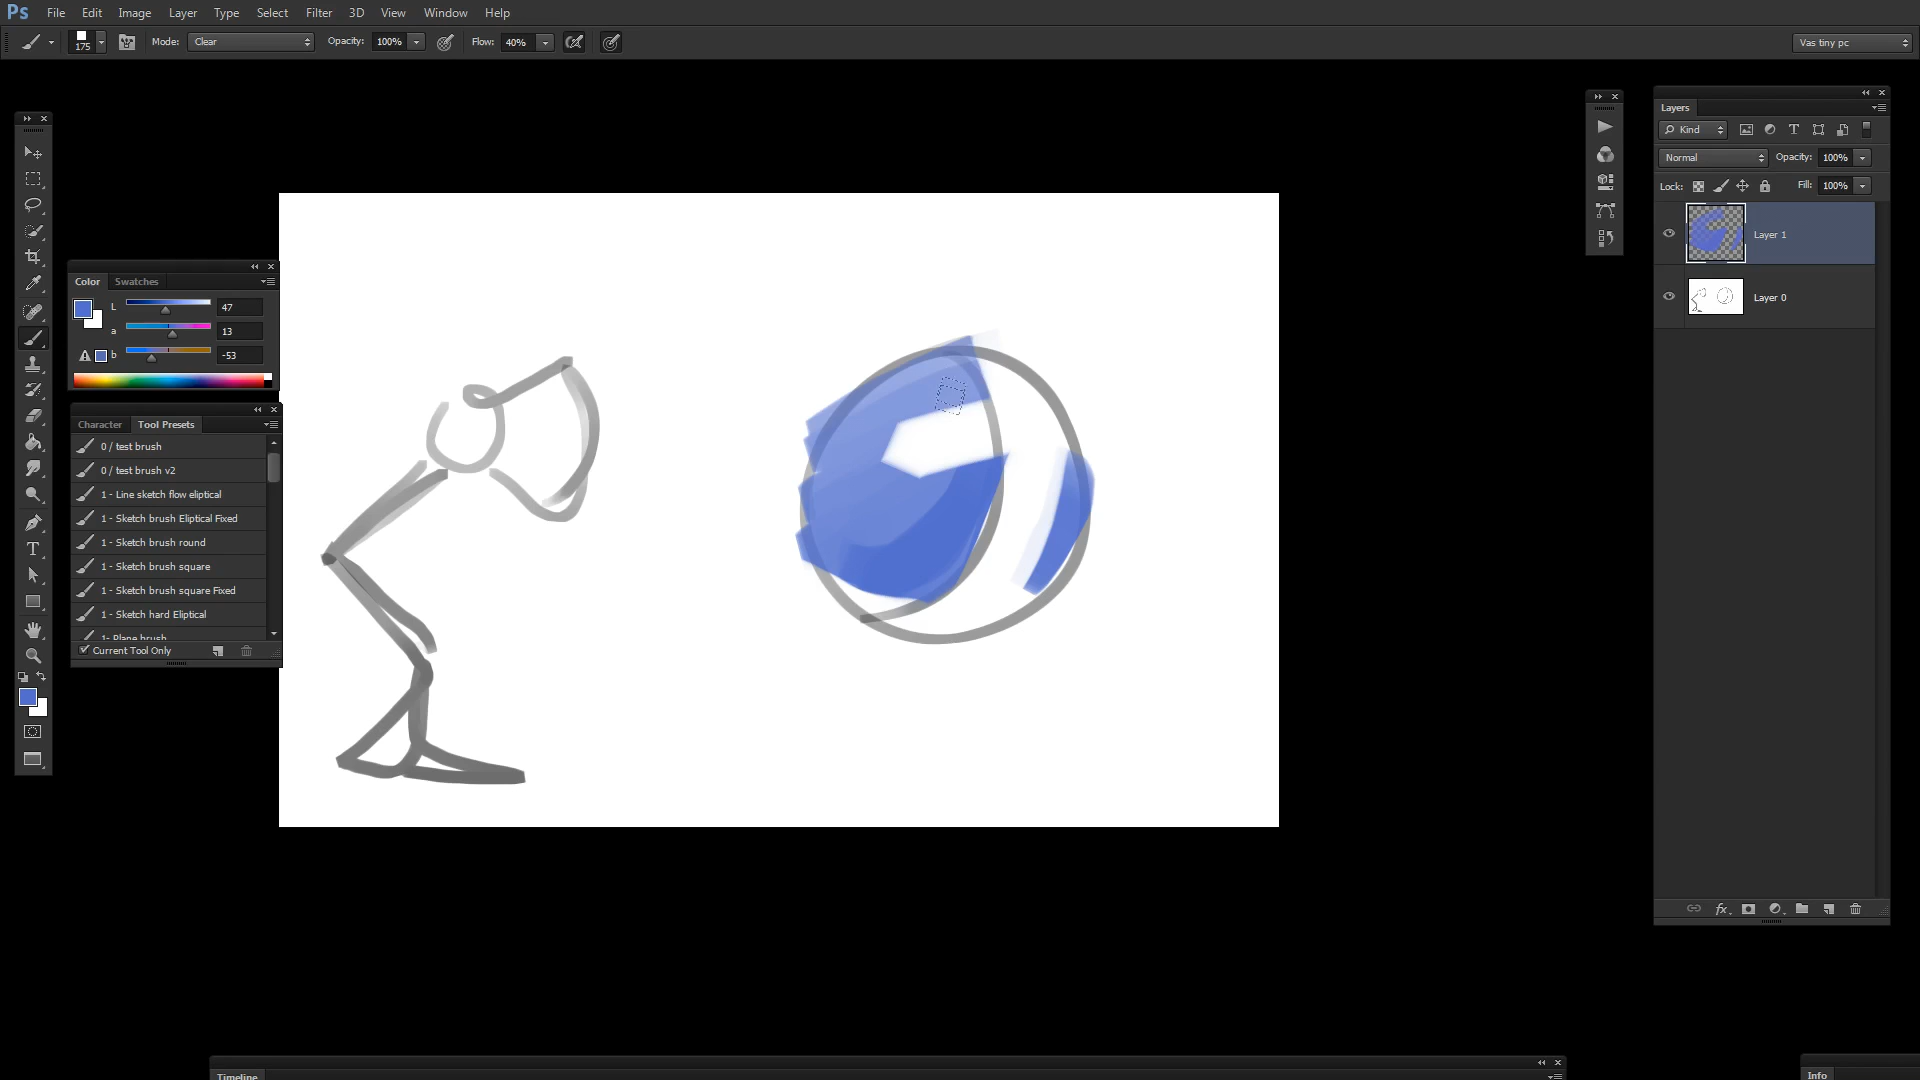 Ps File Edit Image Layer Type Select Filter 3D View Window Help
175 Mode: Clear Opacity: 100% Flow: 40% Vas tiny pc
Layers
Kind
Normal Opacity: 100%
Lock: Fill: 100%
Layer 1
Layer 0
Color Swatches
L 47
a 13
b -53
Character Tool Presets
0 / test brush
0 / test brush v2
1 - Line sketch flow eliptical
1 - Sketch brush Eliptical Fixed
1 - Sketch brush round
1 - Sketch brush square
1 - Sketch brush square Fixed
1 - Sketch hard Eliptical
1- Plane brush
Current Tool Only
T
T
fx
Timeline
Info